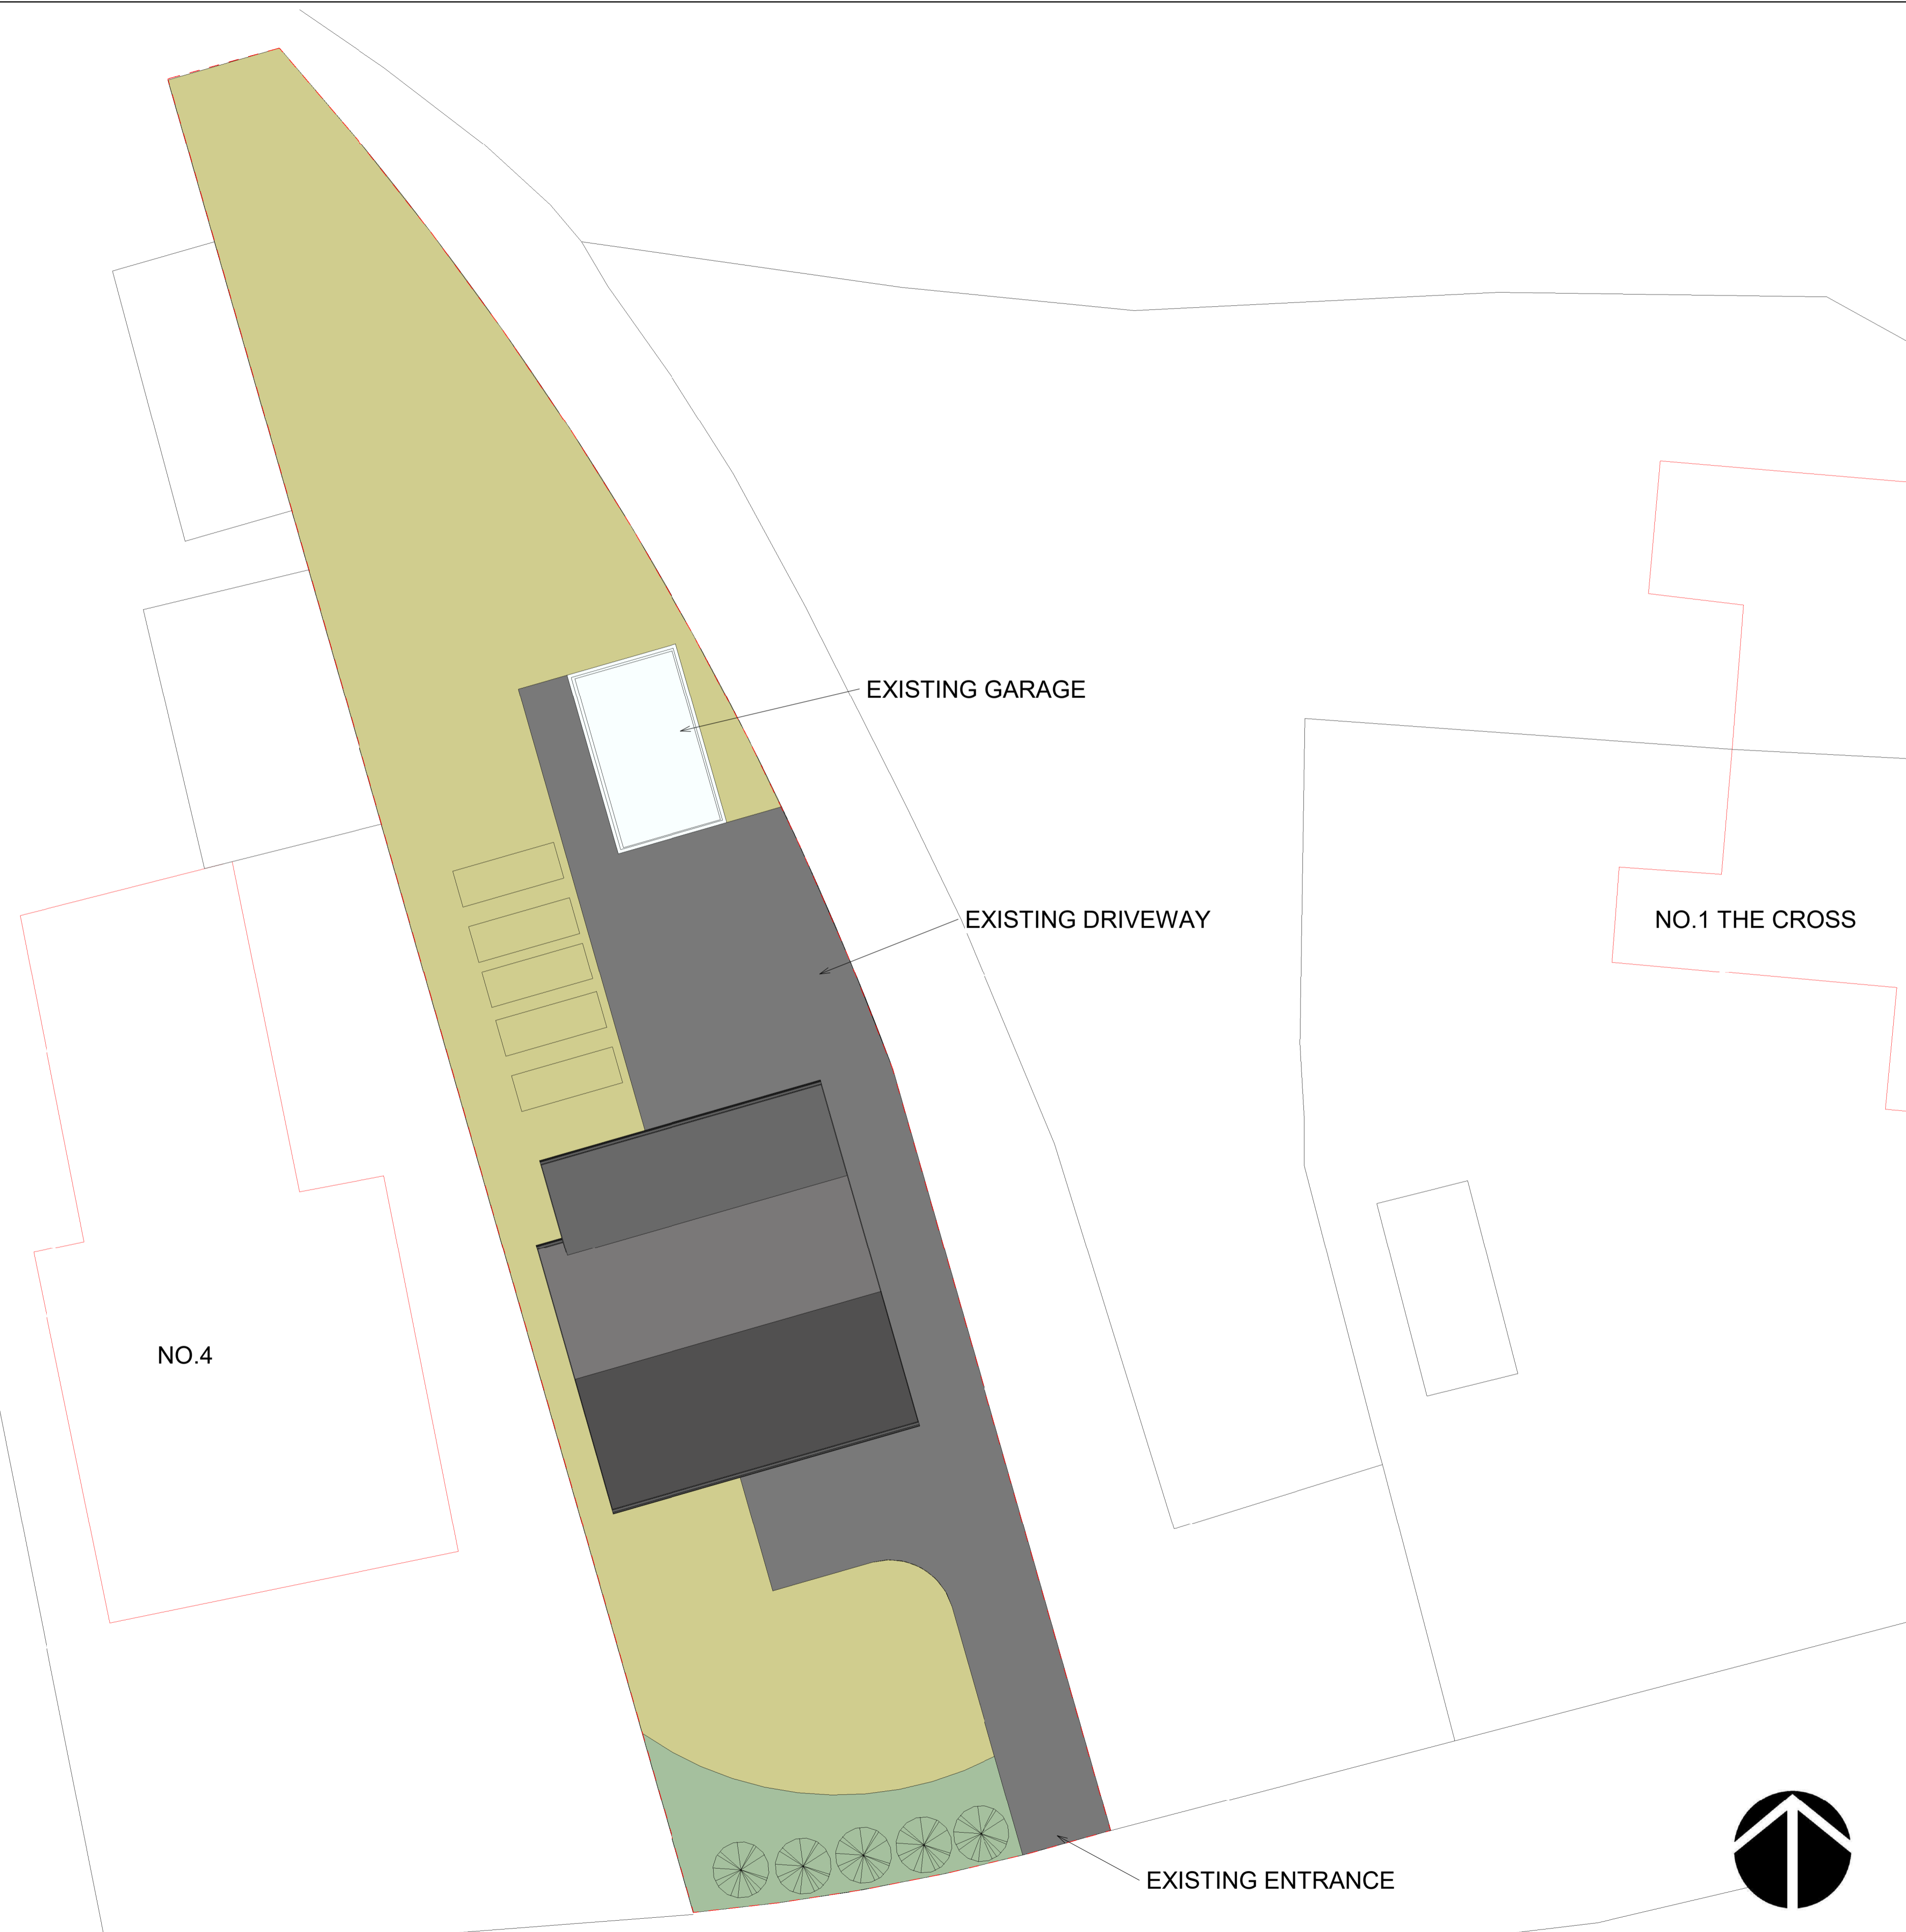 EXISTING GARAGE
EXISTING DRIVEWAY
NO.1 THE CROSS
NO.4
EXISTING ENTRANCE